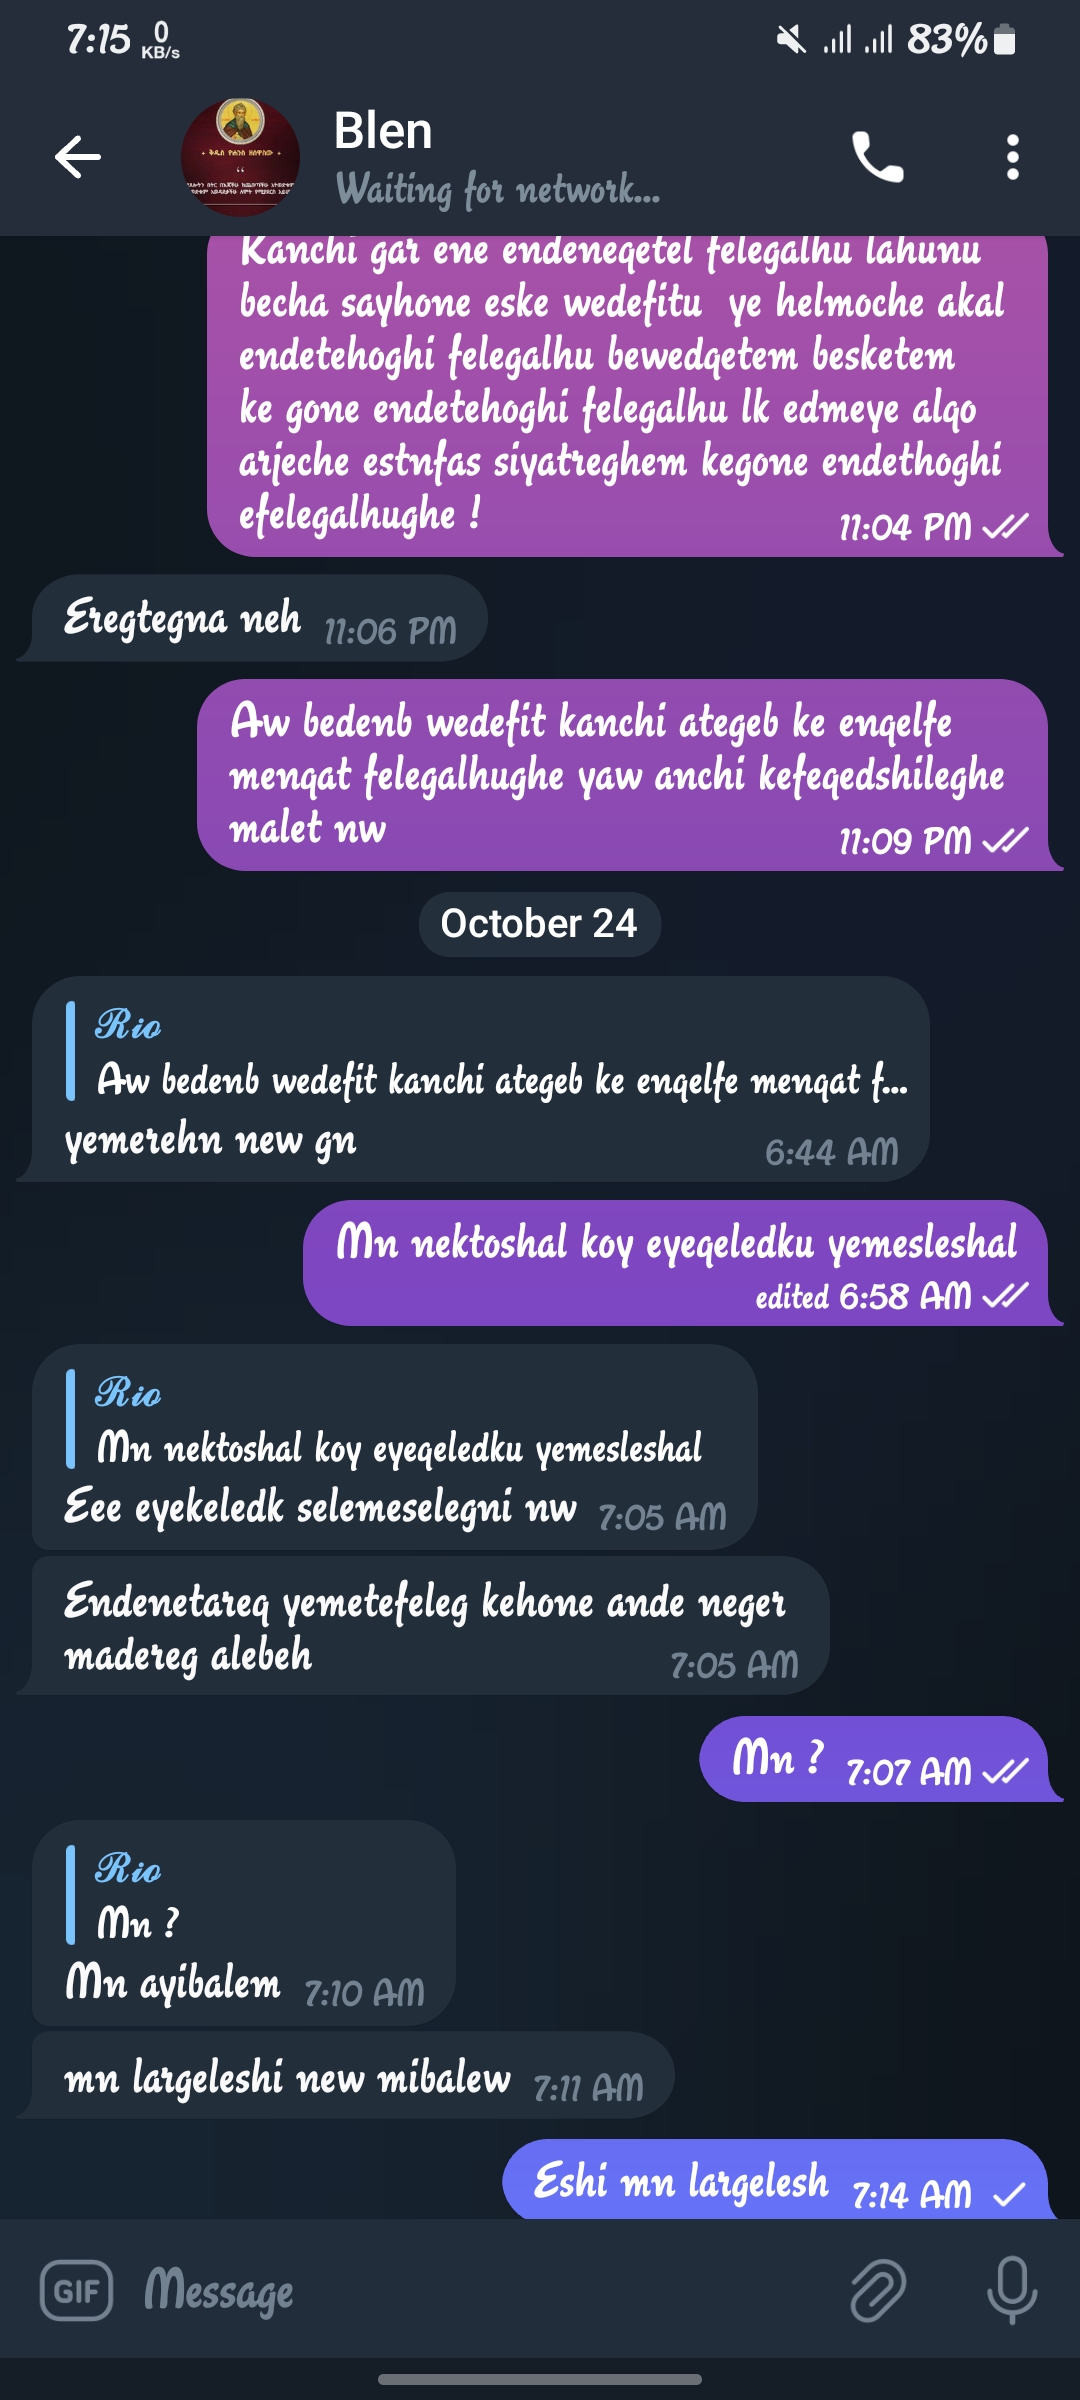 7:15
0
KB/s
83%
Blen
Waiting for network...
Kanchi gar ene endeneqetel felegalhu lahunu
becha sayhone eske wedefitu ye helmoche akal
endetehoghi felegalhu bewedqetem besketem
ke gone endetehoghi felegalhu lk edmeye alqo
arjeche estnfas siyatreghem kegone endethoghi
efelegalhughe !
11:04 PM
Eregtegna neh
11:06 PM
Aw bedenb wedefit kanchi ategeb ke enqelfe
menqat felegalhughe yaw anchi kefeqedshileghe
malet nw
11:09 PM
October 24
Rio
Aw bedenb wedefit kanchi ategeb ke enqelfe menqat f...
yemerehn new gn
6:44 AM
Mn nektoshal koy eyeqeledku yemesleshal
edited 6:58 AM
Rio
Mn nektoshal koy eyeqeledku yemesleshal
Eee eyekeledk selemeselegni nw
7:05 AM
Endenetareq yemetefeleg kehone ande neger
madereg alebeh
7:05 AM
Mn ?
7:07 AM
Rio
Mn ?
Mn ayibalem
7:10 AM
mn largeleshi new mibalew
7:11 AM
Eshi mn largelesh
7:14 AM
GIF
Message